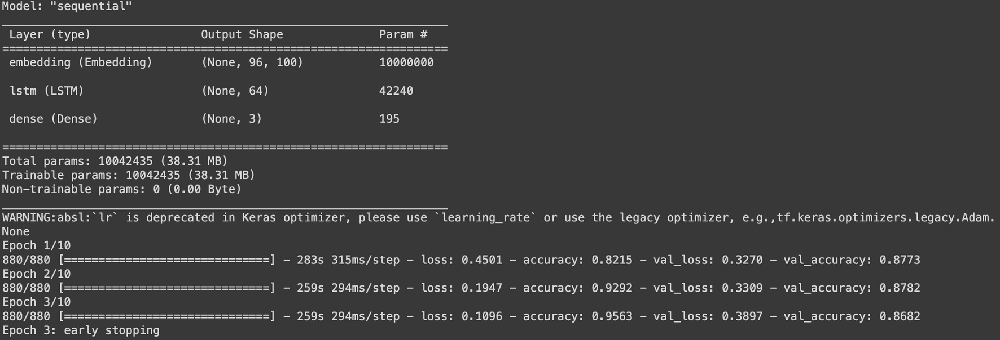 Model: "sequential"
_________________________________________________________________
 Layer (type)                Output Shape              Param #
=================================================================
 embedding (Embedding)       (None, 96, 100)           10000000

 lstm (LSTM)                 (None, 64)                42240

 dense (Dense)               (None, 3)                 195

=================================================================
Total params: 10042435 (38.31 MB)
Trainable params: 10042435 (38.31 MB)
Non-trainable params: 0 (0.00 Byte)
_________________________________________________________________
WARNING:absl:`lr` is deprecated in Keras optimizer, please use `learning_rate` or use the legacy optimizer, e.g.,tf.keras.optimizers.legacy.Adam.
None
Epoch 1/10
880/880 [==============================] - 283s 315ms/step - loss: 0.4501 - accuracy: 0.8215 - val_loss: 0.3270 - val_accuracy: 0.8773
Epoch 2/10
880/880 [==============================] - 259s 294ms/step - loss: 0.1947 - accuracy: 0.9292 - val_loss: 0.3309 - val_accuracy: 0.8782
Epoch 3/10
880/880 [==============================] - 259s 294ms/step - loss: 0.1096 - accuracy: 0.9563 - val_loss: 0.3897 - val_accuracy: 0.8682
Epoch 3: early stopping